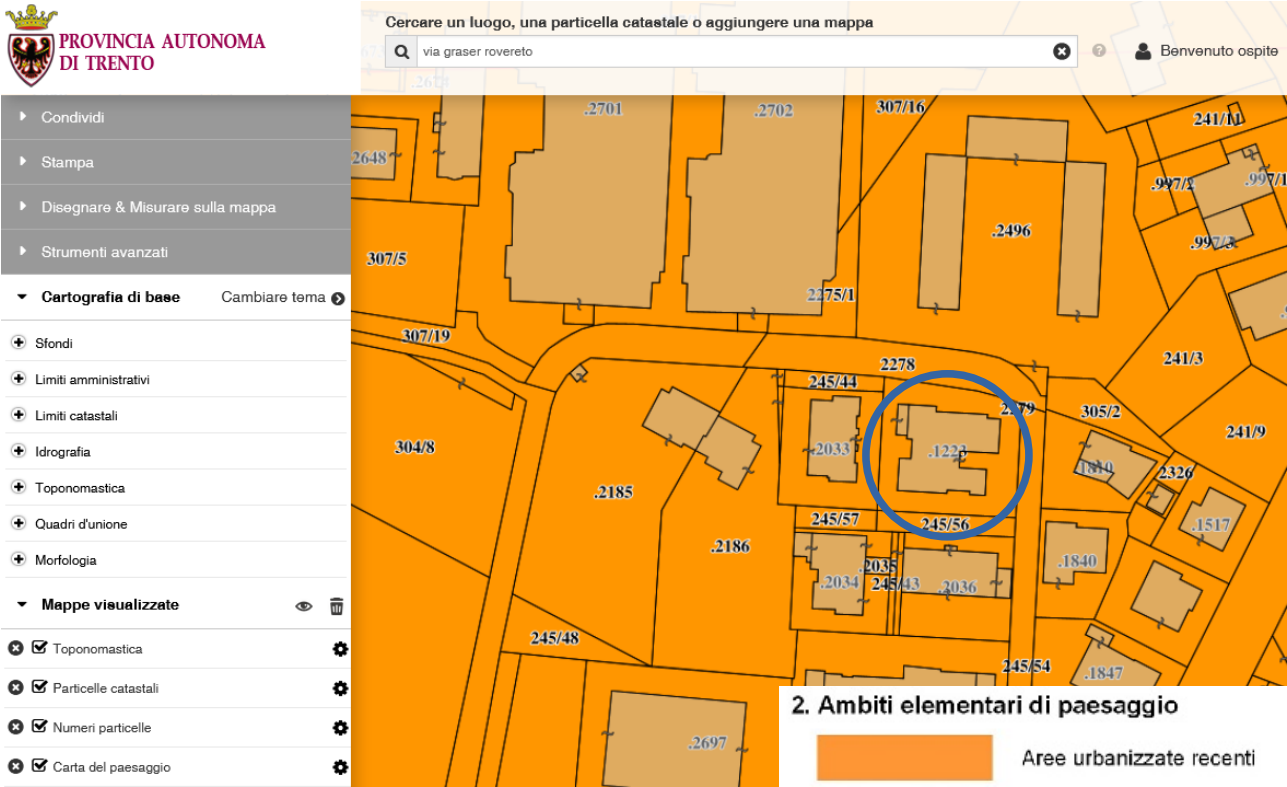 PROVINCIA AUTONOMA
DI TRENTO
Cercare un luogo, una particella catastale o aggiungere una mappa
via graser rovereto
Benvenuto ospite
Condividi
Stampa
Disegnare & Misurare sulla mappa
Strumenti avanzati
Cartografia di base
Cambiare tema
Sfondi
Limiti amministrativi
Limiti catastali
Idrografia
Toponomastica
Quadri d'unione
Morfologia
Mappe visualizzate
Toponomastica
Particelle catastali
Numeri particelle
Carta del paesaggio
.2701
.2702
307/16
241/11
2648
.997/2
.997/1
.2496
.997/3
307/5
2275/1
307/19
2278
241/3
245/44
2279
305/2
241/9
304/8
.2033
.1810
2326
.2185
245/57
245/56
.1517
.2186
.2035
.1840
.2034
245/43
.2036
245/48
245/54
.1847
.2697
2. Ambiti elementari di paesaggio
Aree urbanizzate recenti